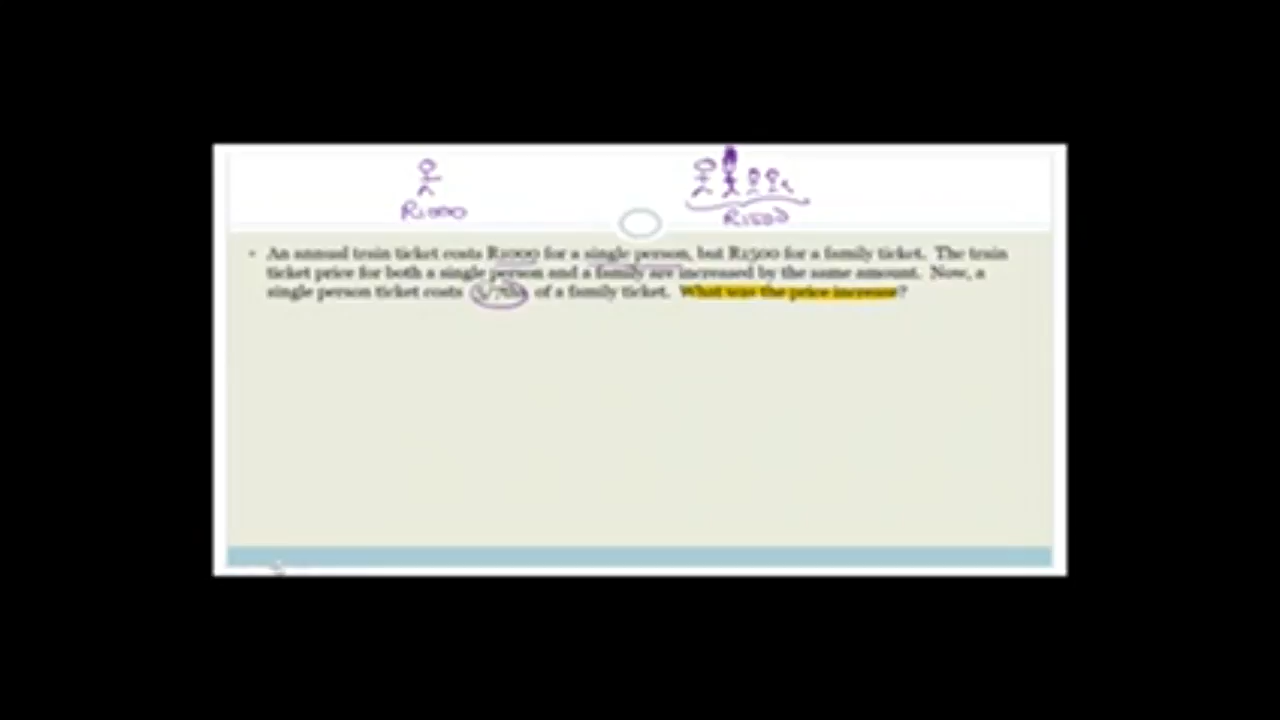 R1000
R1500
An annual train ticket costs R1000 for a single person, but R1500 for a family ticket. The train
ticket price for both a single person and a family are increased by the same amount. Now, a
single person ticket costs of a family ticket. What was the price increase?